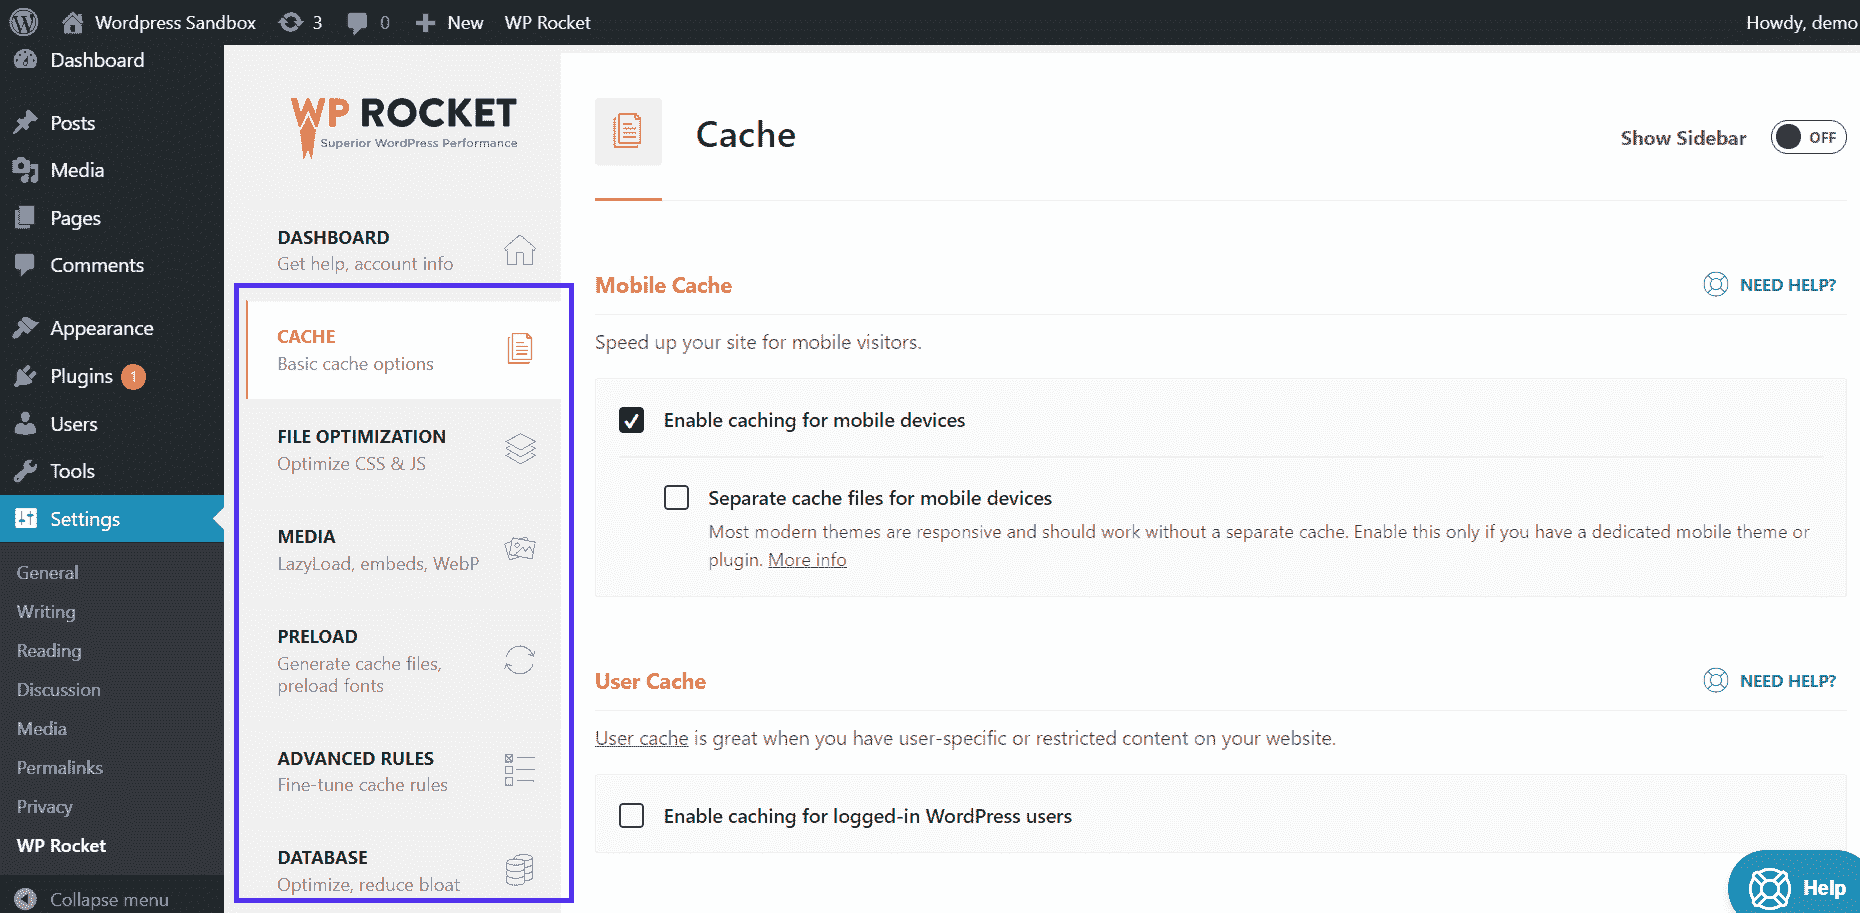 Wordpress Sandbox 3 0 New WP Rocket Howdy, demo
Dashboard
Posts
Media
Pages
Comments
Appearance
Plugins 1
Users
Tools
Settings
General
Writing
Reading
Discussion
Media
Permalinks
Privacy
WP Rocket
Collapse menu
WP ROCKET
Superior WordPress Performance
DASHBOARD
Get help, account info
CACHE
Basic cache options
FILE OPTIMIZATION
Optimize CSS & JS
MEDIA
LazyLoad, embeds, WebP
PRELOAD
Generate cache files,
preload fonts
ADVANCED RULES
Fine-tune cache rules
DATABASE
Optimize, reduce bloat
Cache
Show Sidebar OFF
Mobile Cache NEED HELP?
Speed up your site for mobile visitors.
Enable caching for mobile devices
Separate cache files for mobile devices
Most modern themes are responsive and should work without a separate cache. Enable this only if you have a dedicated mobile theme or
plugin. More info
User Cache NEED HELP?
User cache is great when you have user-specific or restricted content on your website.
Enable caching for logged-in WordPress users
Help